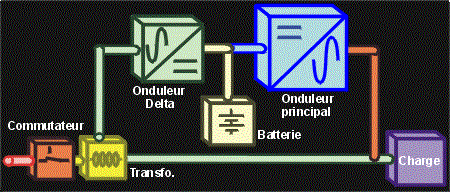 Onduleur
Delta
Onduleur
principal
Commutateur
Batterie
Transfo.
Charge